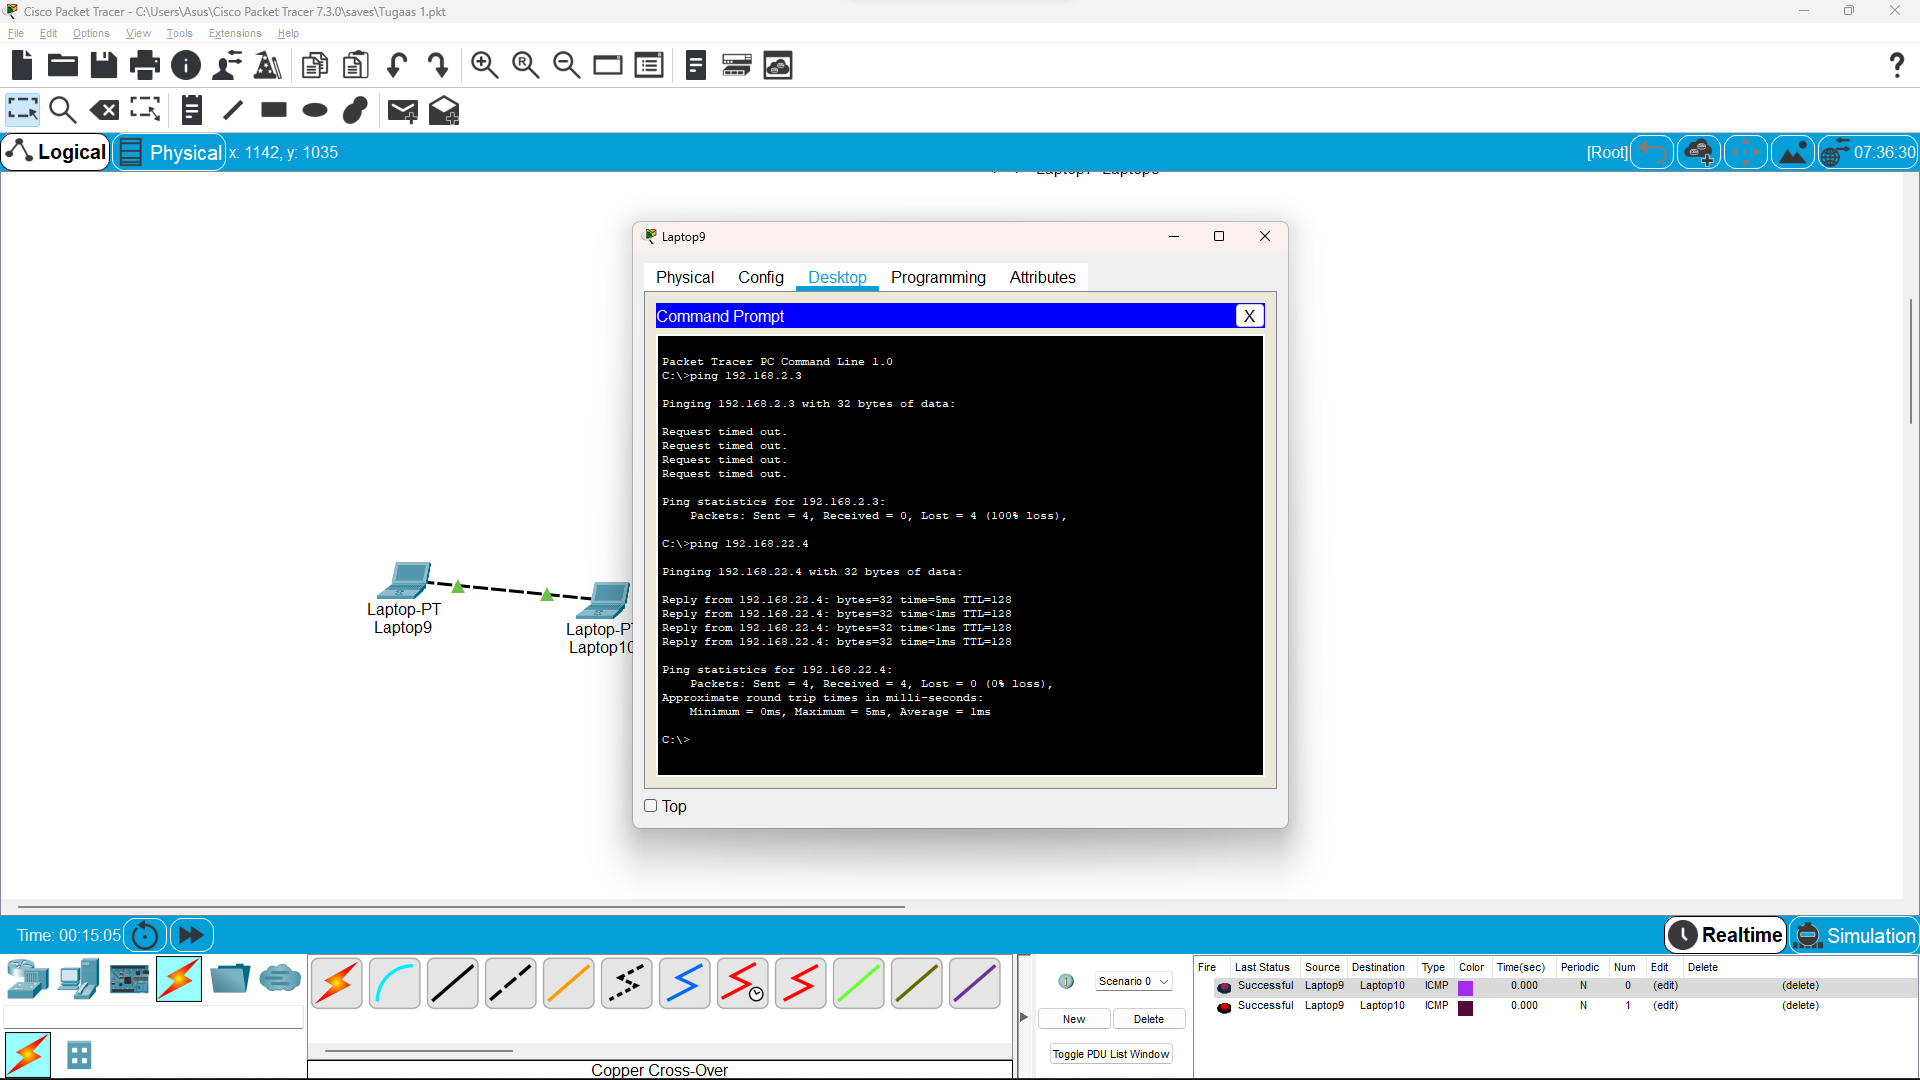 Cisco Packet Tracer - C:\Users\Asus\Cisco Packet Tracer 7.3.0\saves\Tugaas 1.pkt
File Edit Options View Tools Extensions Help
Logical Physical x: 1142, y: 1035 [Root] 07:36:30
Laptop9
Physical Config Desktop Programming Attributes
Command Prompt X
Packet Tracer PC Command Line 1.0
C:\>ping 192.168.2.3
Pinging 192.168.2.3 with 32 bytes of data:
Request timed out.
Request timed out.
Request timed out.
Request timed out.
Ping statistics for 192.168.2.3:
Packets: Sent = 4, Received = 0, Lost = 4 (100% loss),
C:\>ping 192.168.22.4
Pinging 192.168.22.4 with 32 bytes of data:
Reply from 192.168.22.4: bytes=32 time=5ms TTL=128
Reply from 192.168.22.4: bytes=32 time<1ms TTL=128
Reply from 192.168.22.4: bytes=32 time<1ms TTL=128
Reply from 192.168.22.4: bytes=32 time=1ms TTL=128
Ping statistics for 192.168.22.4:
Packets: Sent = 4, Received = 4, Lost = 0 (0% loss),
Approximate round trip times in milli-seconds:
Minimum = 0ms, Maximum = 5ms, Average = 1ms
C:\>
Top
Laptop-PT
Laptop9
Laptop-P
Laptop10
Time: 00:15:05 Realtime Simulation
Scenario 0
New Delete
Toggle PDU List Window
Fire Last Status Source Destination Type Color Time(sec) Periodic Num Edit Delete
Successful Laptop9 Laptop10 ICMP 0.000 N 0 (edit) (delete)
Successful Laptop9 Laptop10 ICMP 0.000 N 1 (edit) (delete)
Copper Cross-Over